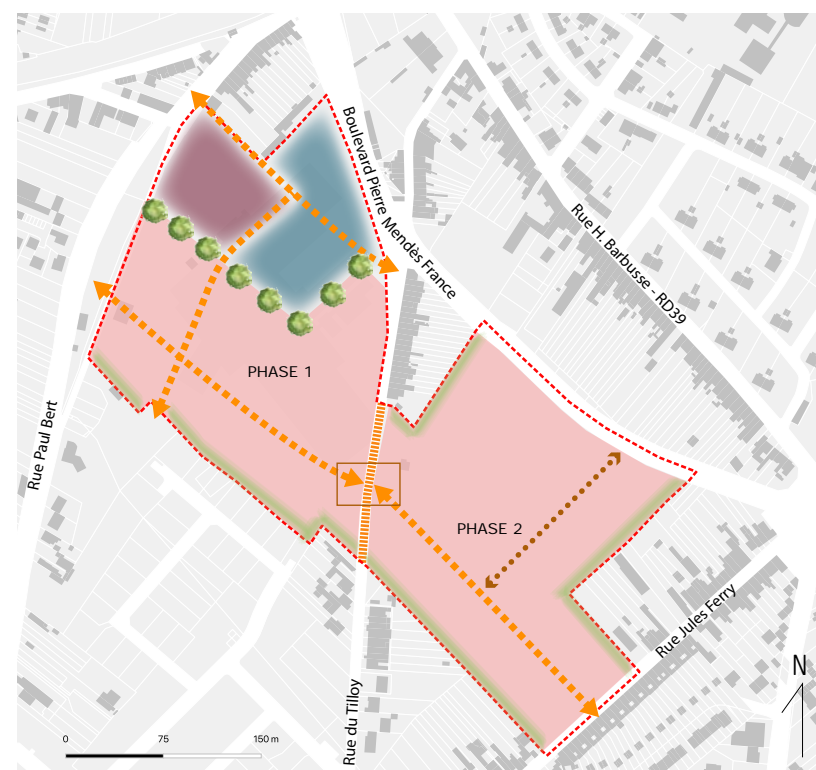 Boulevard Pierre Mendès France
Rue H. Barbusse - RD39
PHASE 1
Rue Paul Bert
PHASE 2
Rue Jules Ferry
Rue du Tilloy
N
0 75 150 m